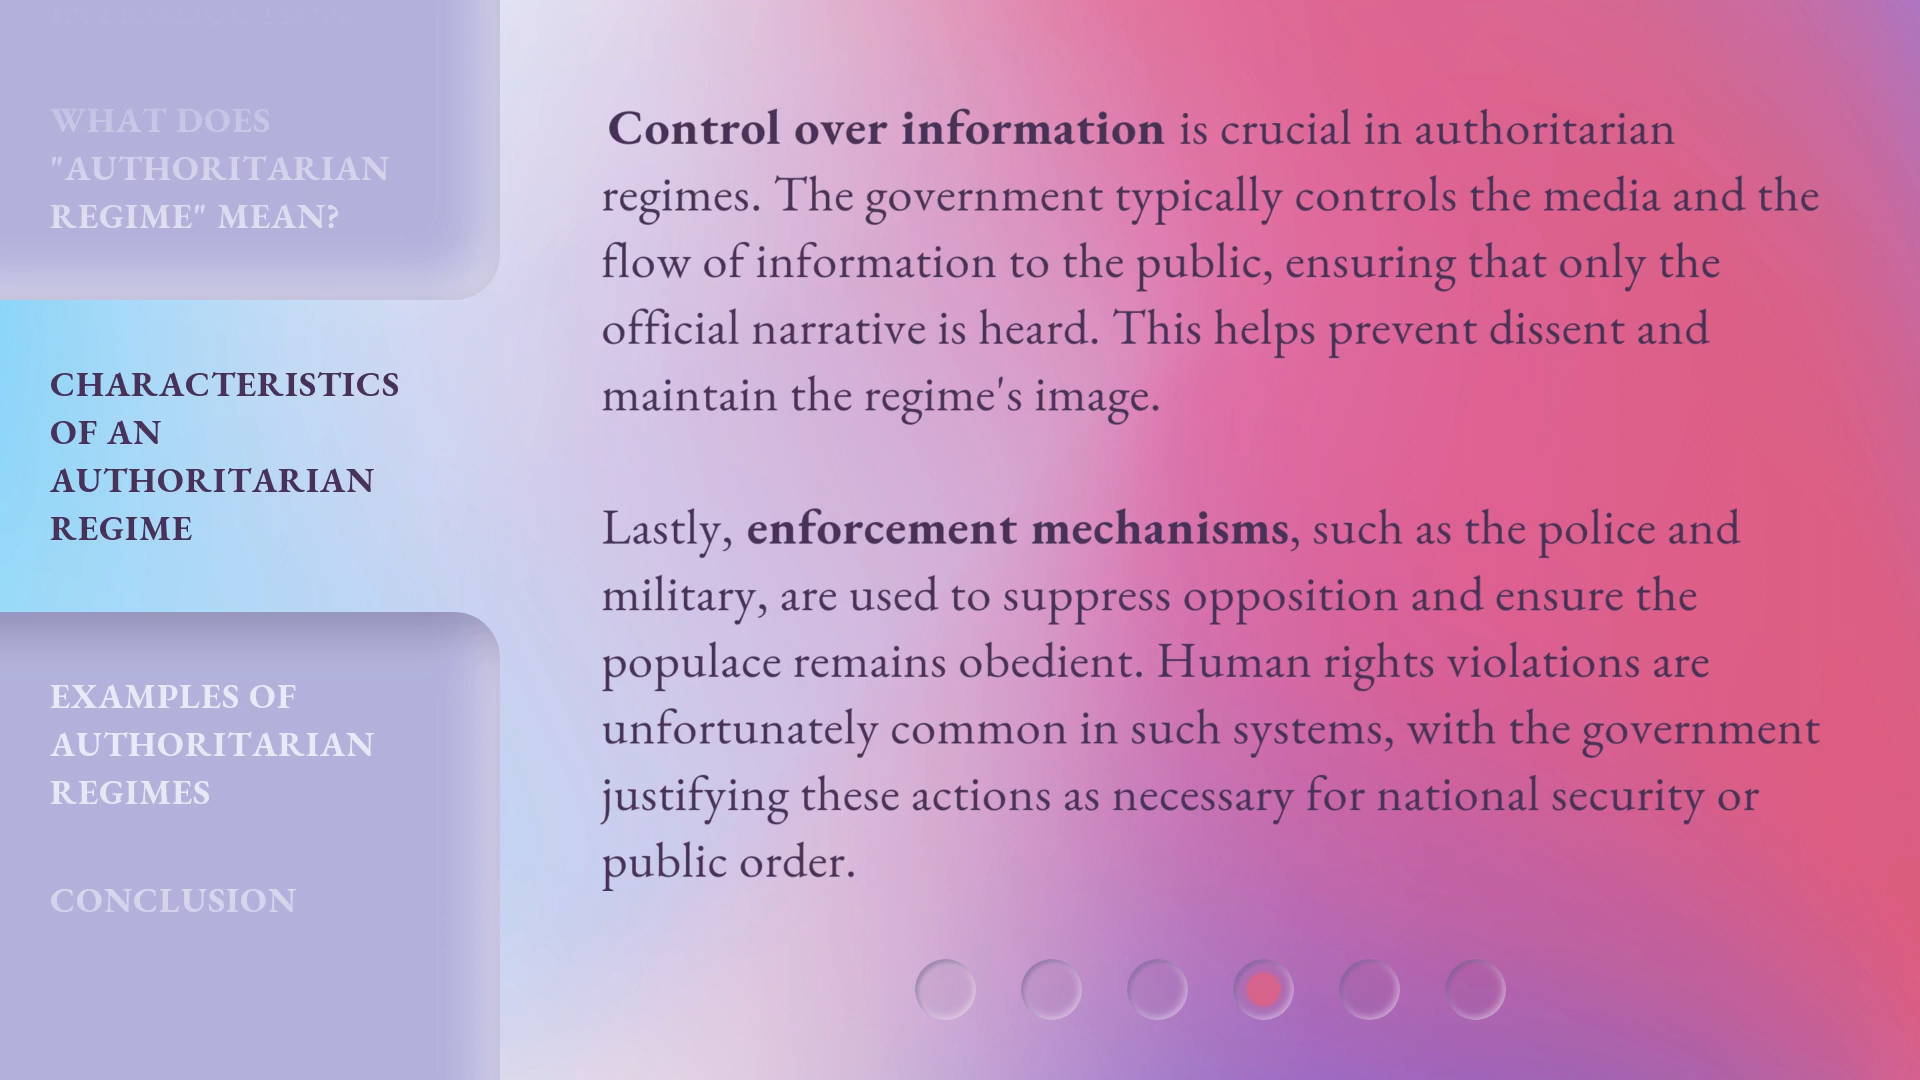 WHAT DOES
"AUTHORITARIAN
REGIME" MEAN?
CHARACTERISTICS
OF AN
AUTHORITARIAN
REGIME
EXAMPLES OF
AUTHORITARIAN
REGIMES
CONCLUSION
Control over information is crucial in authoritarian
regimes. The government typically controls the media and the
flow of information to the public, ensuring that only the
official narrative is heard. This helps prevent dissent and
maintain the regime's image.
Lastly, enforcement mechanisms, such as the police and
military, are used to suppress opposition and ensure the
populace remains obedient. Human rights violations are
unfortunately common in such systems, with the government
justifying these actions as necessary for national security or
public order.